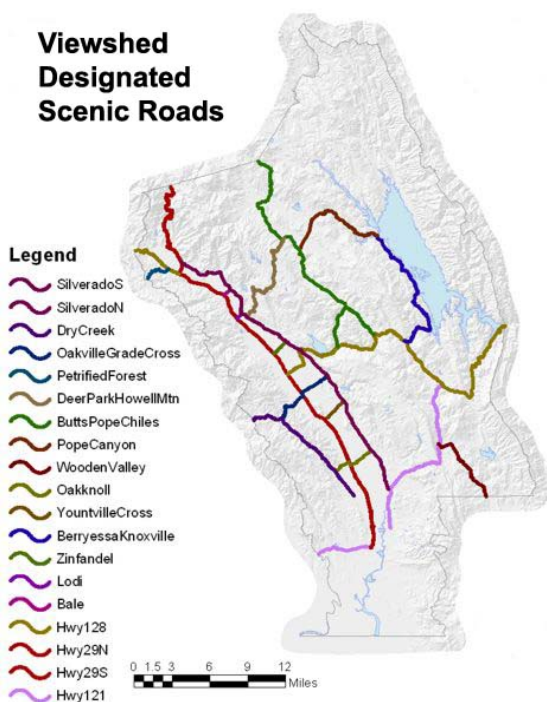 Viewshed
Designated
Scenic Roads
Legend
SilveradoS
SilveradoN
DryCreek
OakvilleGradeCross
PetrifiedForest
DeerParkHowellMtn
ButtsPopeChiles
PopeCanyon
WoodenValley
Oakknoll
YountvilleCross
BerryessaKnoxville
Zinfandel
Lodi
Bale
Hwy128
Hwy29N
Hwy29S
Hwy121
0 1.5 3 6 9 12
Miles